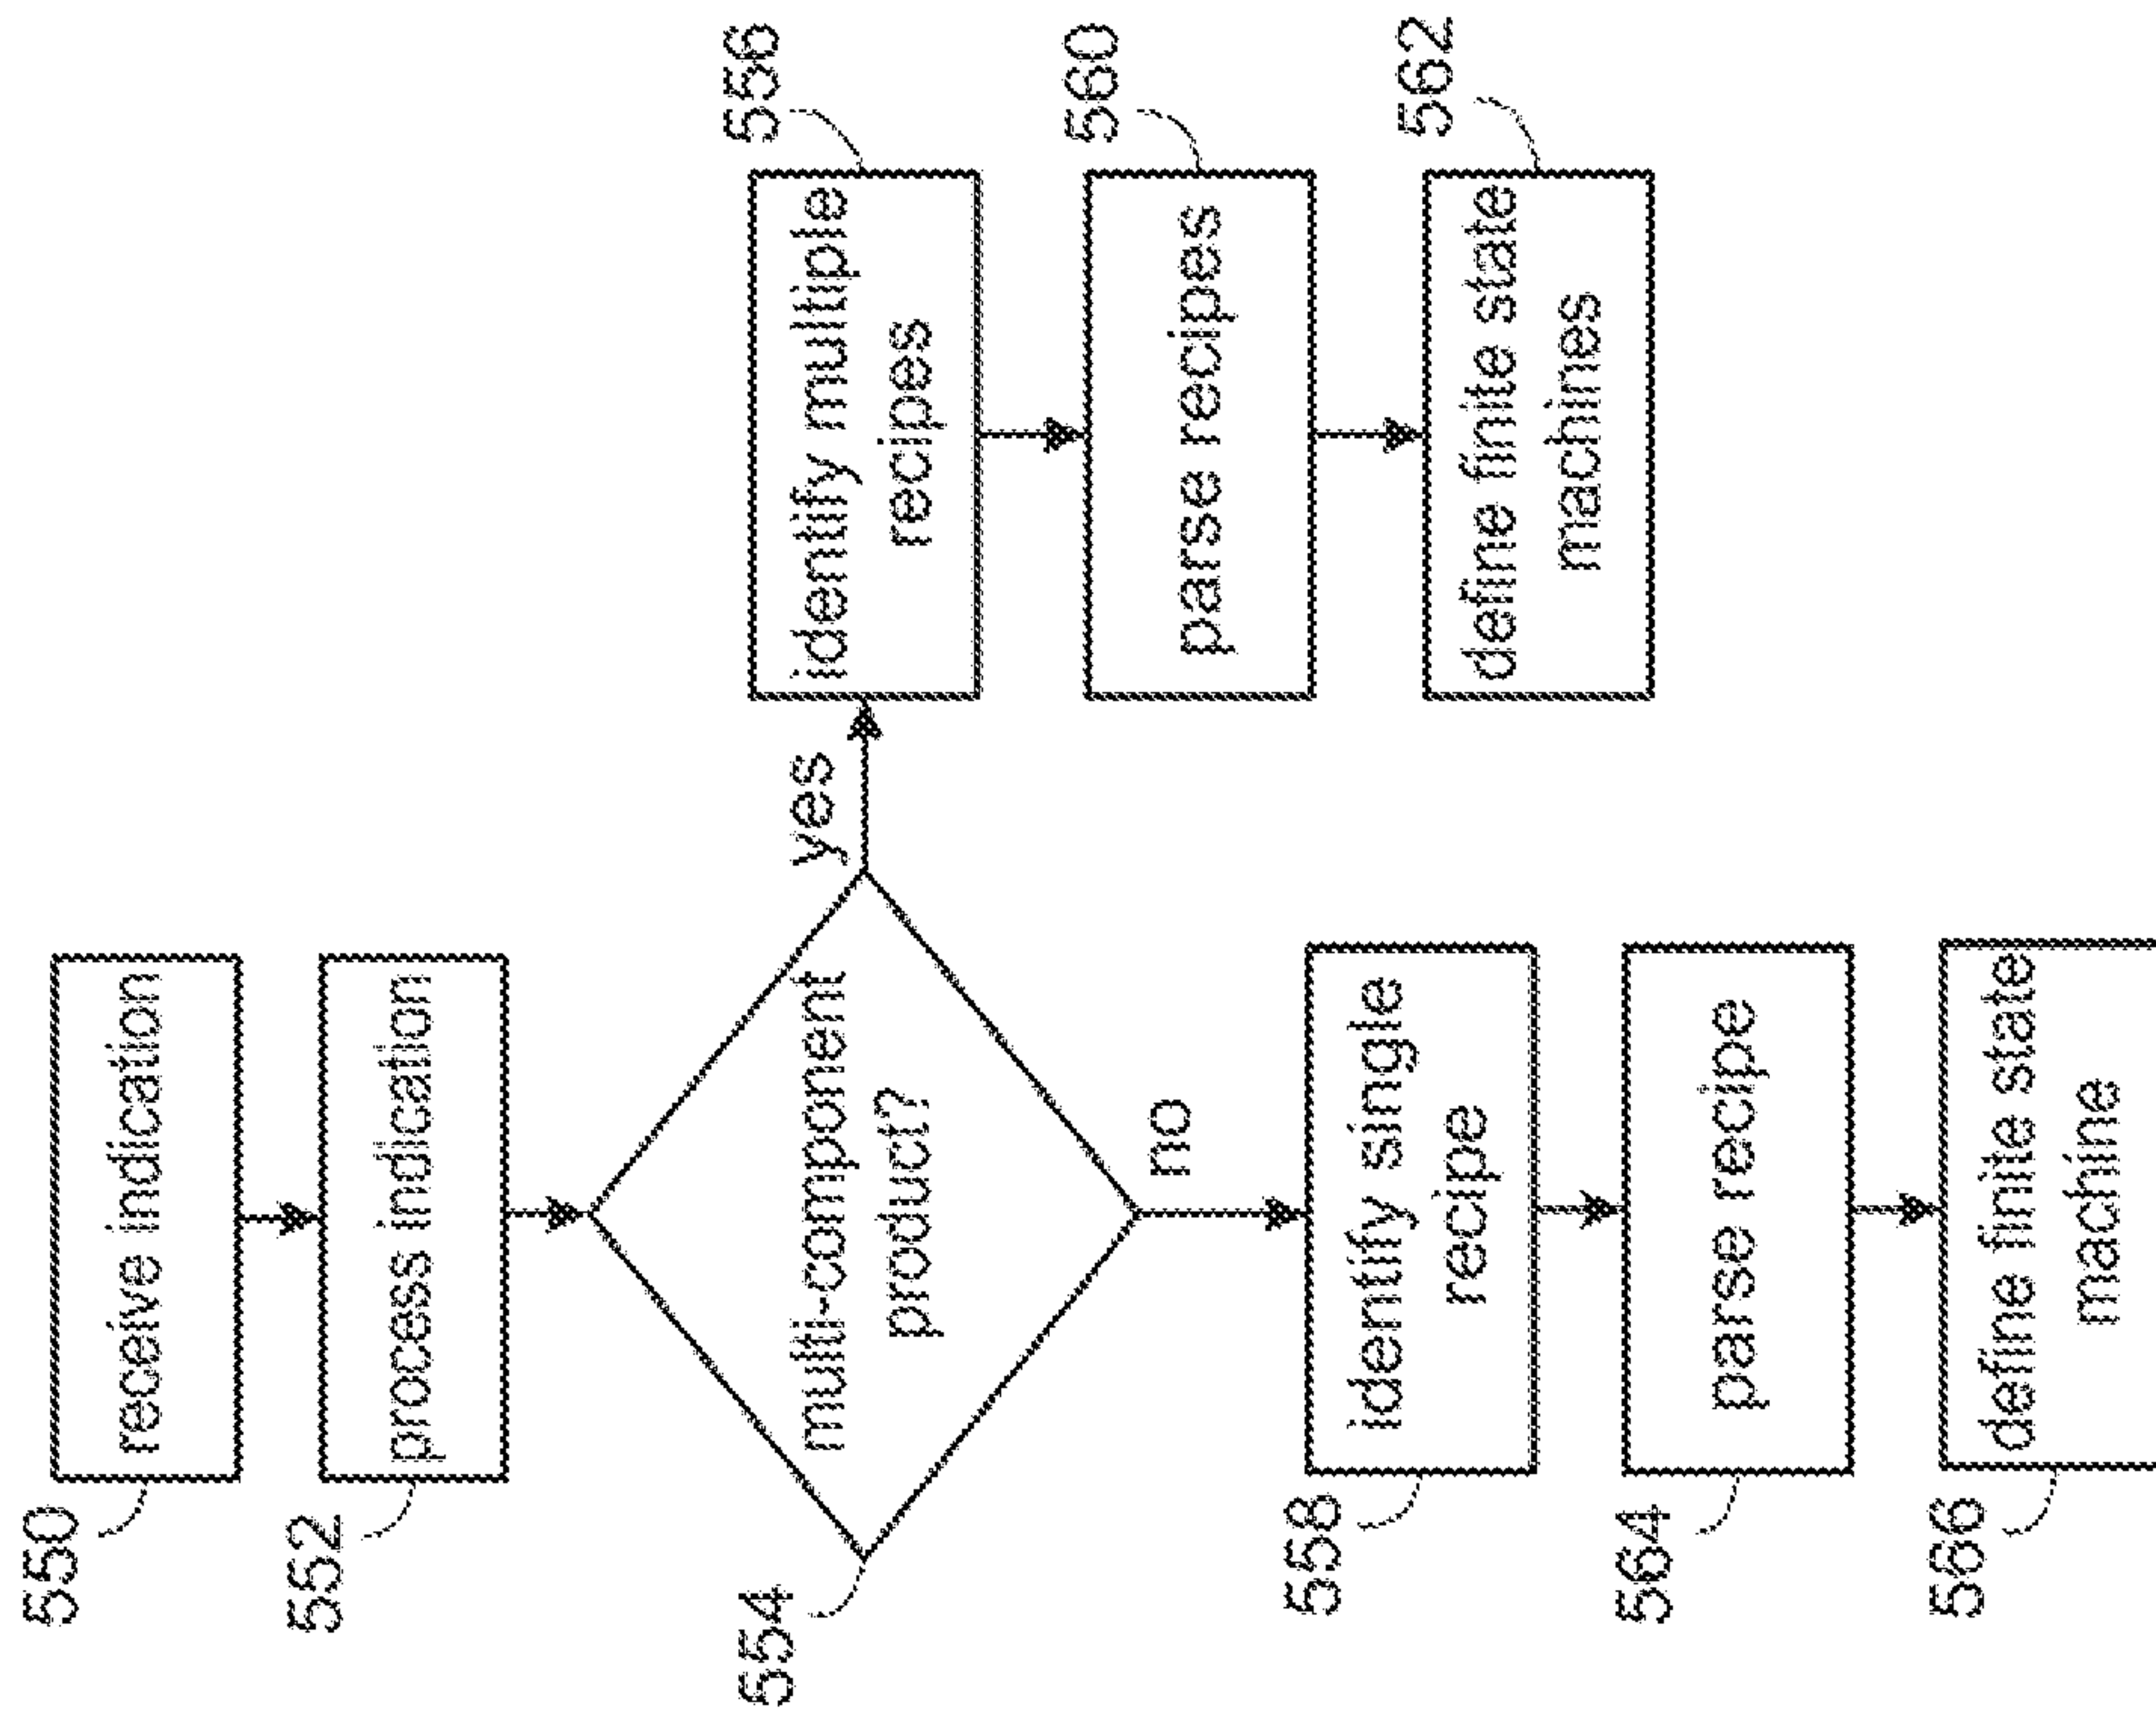 550
receive indication
552
process indication
554
multi-component
product?
yes
556
identify multiple
recipes
560
parse recipes
562
define finite state
machines
no
558
identify single
recipe
564
parse recipe
566
define finite state
machine